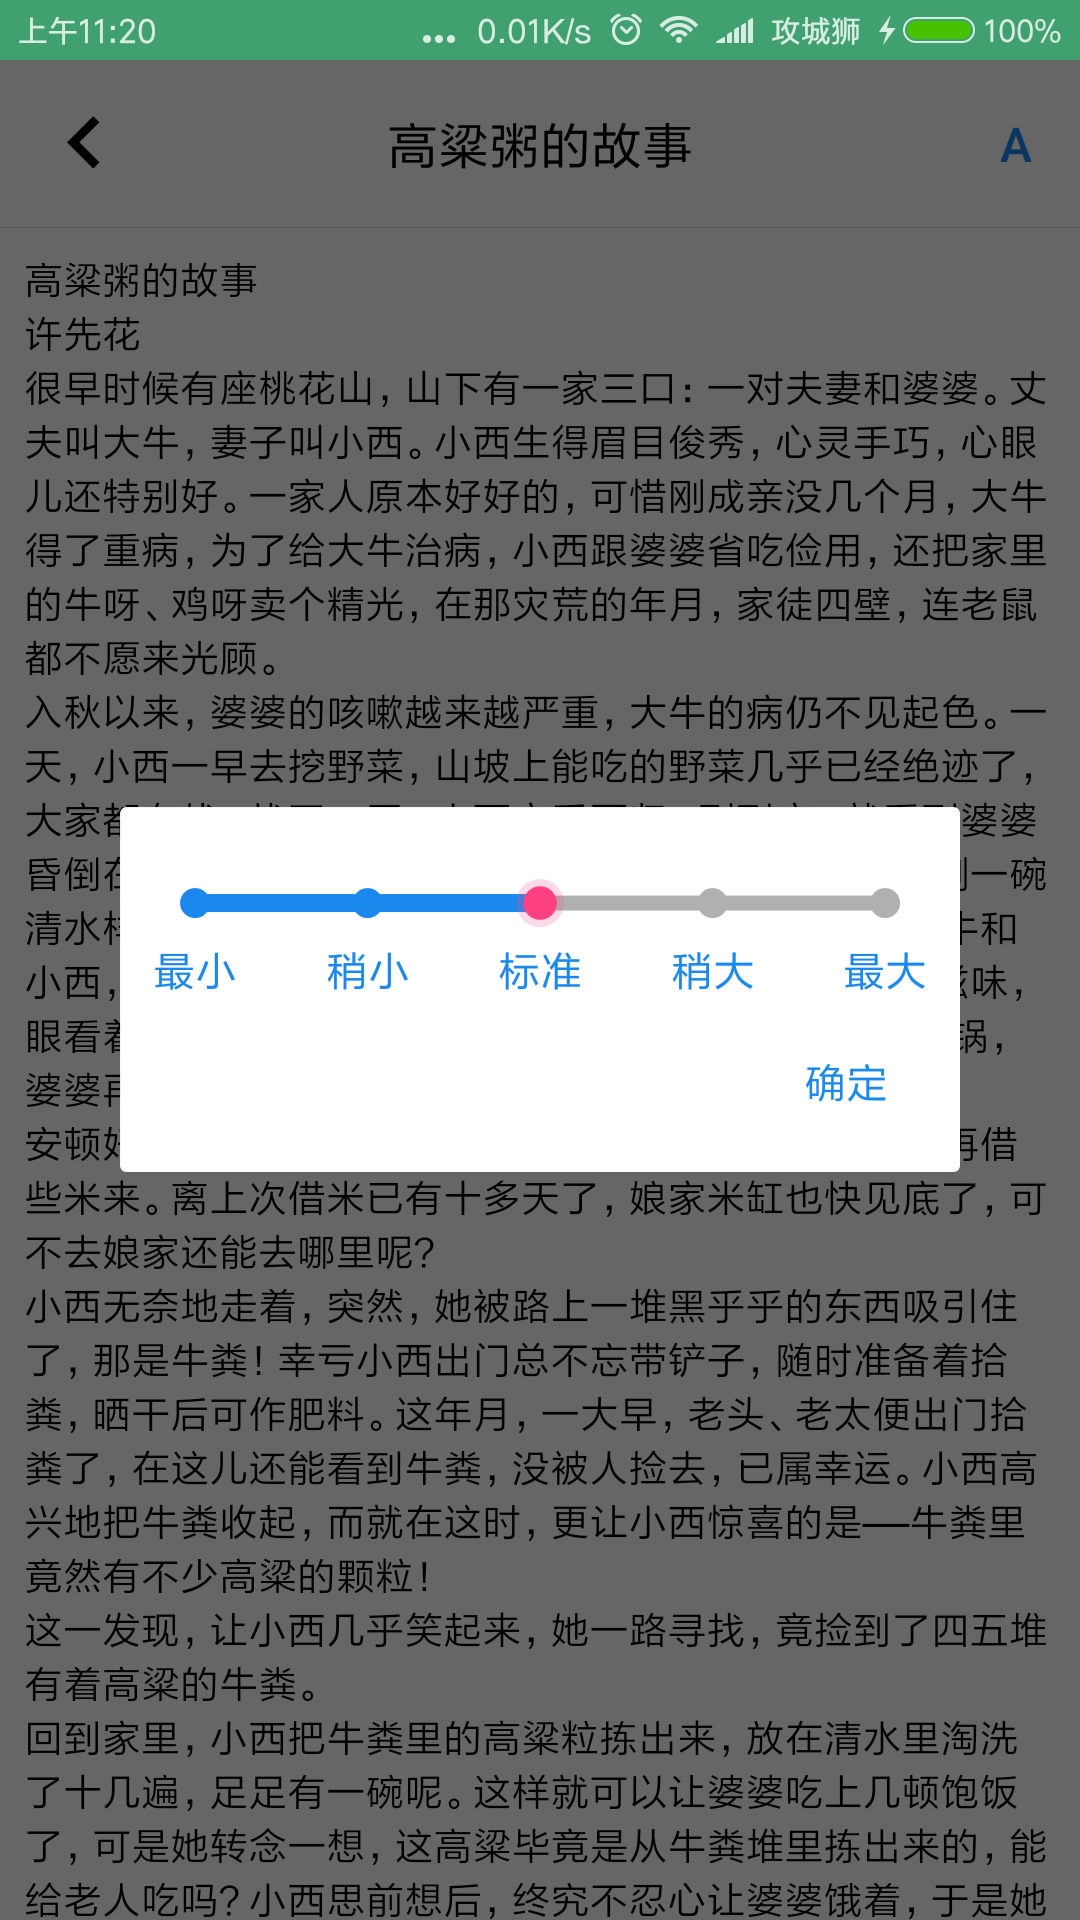 上午11:20 ... 0.01K/s 攻城狮 100%
高粱粥的故事 A
高粱粥的故事
许先花
很早时候有座桃花山，山下有一家三口：一对夫妻和婆婆。丈
夫叫大牛，妻子叫小西。小西生得眉目俊秀，心灵手巧，心眼
儿还特别好。一家人原本好好的，可惜刚成亲没几个月，大牛
得了重病，为了给大牛治病，小西跟婆婆省吃俭用，还把家里
的牛呀、鸡呀卖个精光，在那灾荒的年月，家徒四壁，连老鼠
都不愿来光顾。
入秋以来，婆婆的咳嗽越来越严重，大牛的病仍不见起色。一
天，小西一早去挖野菜，山坡上能吃的野菜几乎已经绝迹了，
大家 婆婆
昏倒 一碗
清水 和
小西， 味，
眼看 锅，
婆婆
安顿 再借
最小 稍小 标准 稍大 最大
确定
些米来。离上次借米已有十多天了，娘家米缸也快见底了，可
不去娘家还能去哪里呢？
小西无奈地走着，突然，她被路上一堆黑乎乎的东西吸引住
了，那是牛粪！幸亏小西出门总不忘带铲子，随时准备着拾
粪，晒干后可作肥料。这年月，一大早，老头、老太便出门拾
粪了，在这儿还能看到牛粪，没被人捡去，已属幸运。小西高
兴地把牛粪收起，而就在这时，更让小西惊喜的是——牛粪里
竟然有不少高粱的颗粒！
这一发现，让小西几乎笑起来，她一路寻找，竟捡到了四五堆
有着高粱的牛粪。
回到家里，小西把牛粪里的高粱粒拣出来，放在清水里淘洗
了十几遍，足足有一碗呢。这样就可以让婆婆吃上几顿饱饭
了，可是她转念一想，这高粱毕竟是从牛粪堆里拣出来的，能
给老人吃吗？小西思前想后，终究不忍心让婆婆饿着，于是她